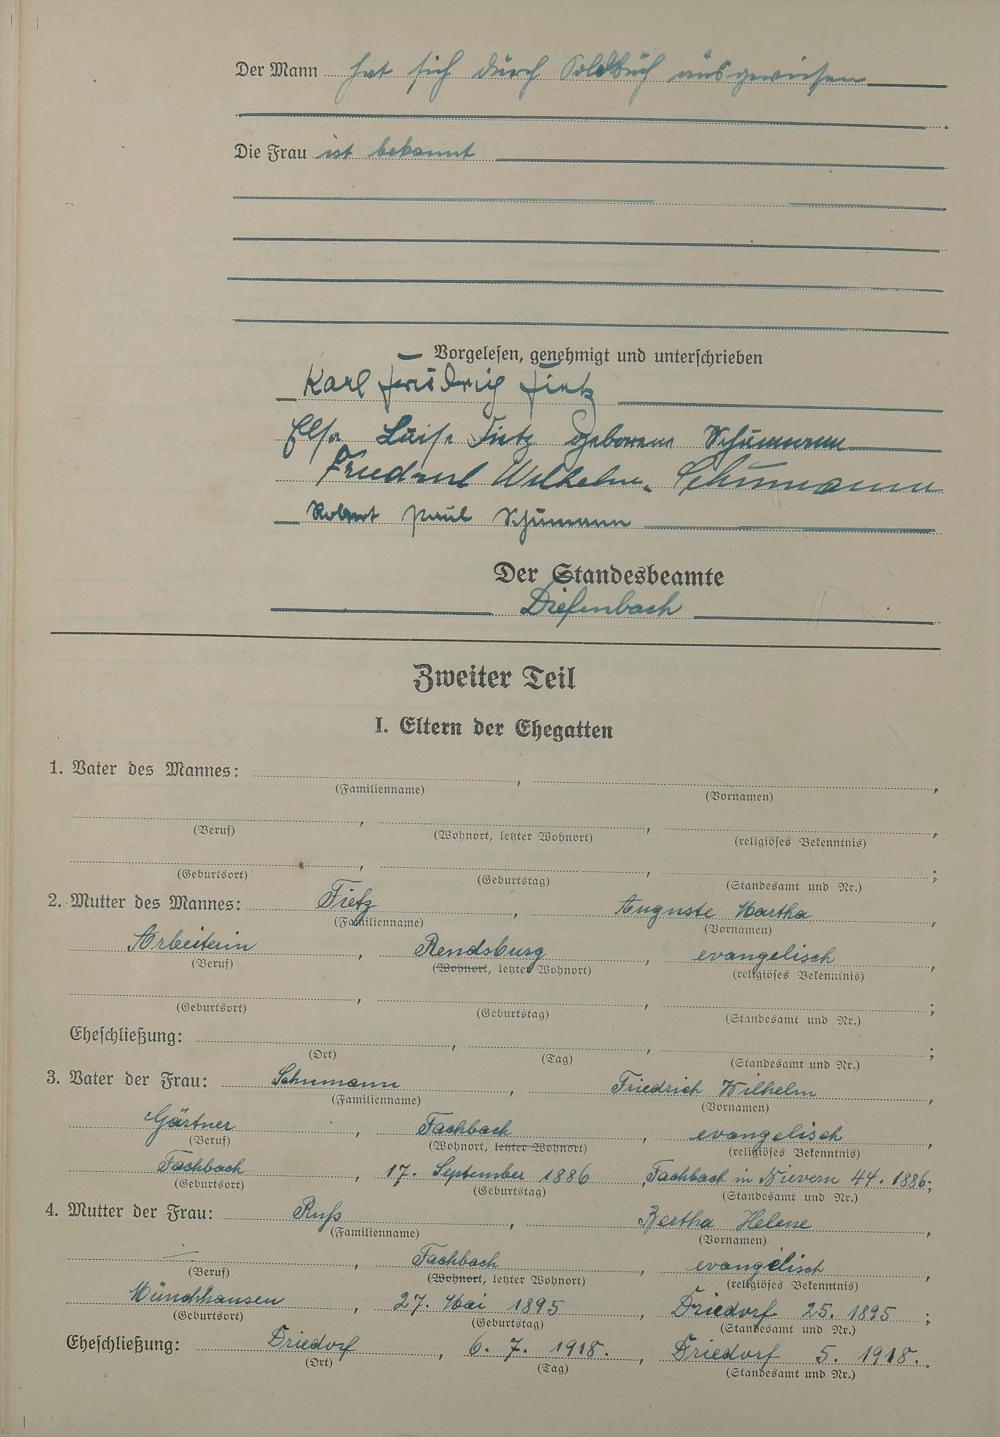 Der Mann hat sich durch Soldbuch ausgewiesen
Die Frau ist bekannt
Vorgelesen, genehmigt und unterschrieben
Karl Friedrich Fietz
Elsa Luise Fietz geborene Schumann
Friedrich Wilhelm Schumann
Robert Paul Schumann
Der Standesbeamte
Diefenbach
Zweiter Teil
I. Eltern der Ehegatten
1. Vater des Mannes: , ,
(Familienname) (Vornamen)
, , ,
(Beruf) (Wohnort, letzter Wohnort) (religiöses Bekenntnis)
, , ;
(Geburtsort) (Geburtstag) (Standesamt und Nr.)
2. Mutter des Mannes: Fietz , Auguste Martha ,
(Familienname) (Vornamen)
Arbeiterin , Rendsburg , evangelisch ,
(Beruf) (Wohnort, letzter Wohnort) (religiöses Bekenntnis)
, , ;
(Geburtsort) (Geburtstag) (Standesamt und Nr.)
Eheschließung: , , ;
(Ort) (Tag) (Standesamt und Nr.)
3. Vater der Frau: Schumann , Friedrich Wilhelm ,
(Familienname) (Vornamen)
Gärtner , Fachbach , evangelisch ,
(Beruf) (Wohnort, letzter Wohnort) (religiöses Bekenntnis)
Fachbach , 17. September 1886 , Fachbach in Nievern 44. 1886 ;
(Geburtsort) (Geburtstag) (Standesamt und Nr.)
4. Mutter der Frau: Ruß , Bertha Helene ,
(Familienname) (Vornamen)
— , Fachbach , evangelisch ,
(Beruf) (Wohnort, letzter Wohnort) (religiöses Bekenntnis)
Münchhausen , 27. Mai 1895 , Driedorf 25. 1895 ;
(Geburtsort) (Geburtstag) (Standesamt und Nr.)
Eheschließung: Driedorf , 6. 7. 1918. , Driedorf 5. 1918.
(Ort) (Tag) (Standesamt und Nr.)